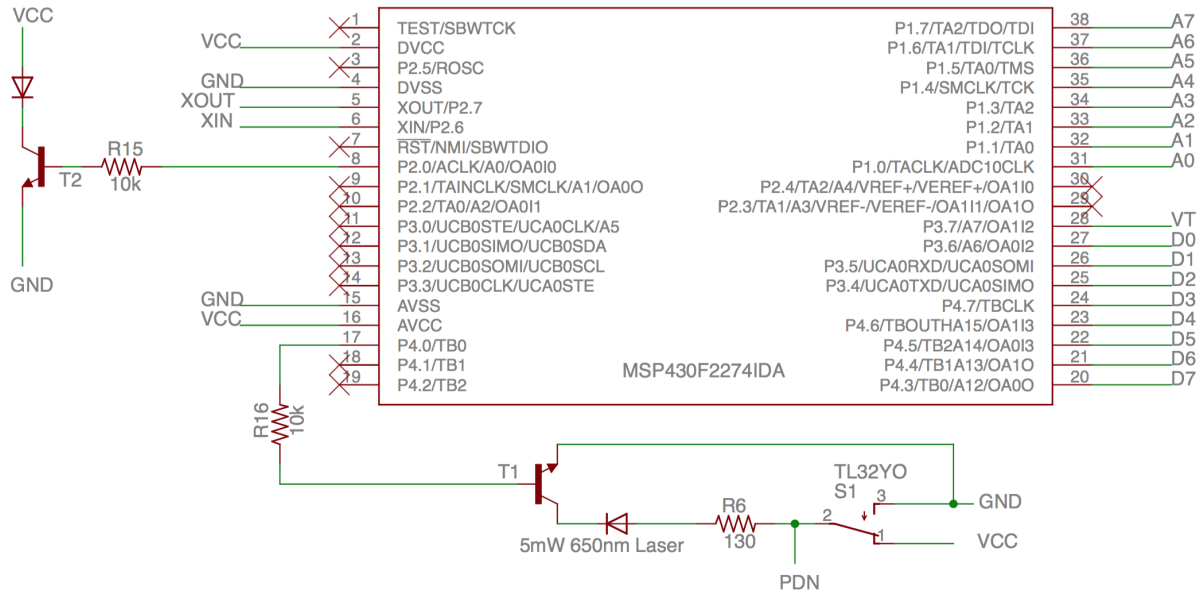 VCC
T2
R15
10k
GND
VCC
GND
XOUT
XIN
GND
VCC
1 TEST/SBWTCK
2 DVCC
3 P2.5/ROSC
4 DVSS
5 XOUT/P2.7
6 XIN/P2.6
7 RST/NMI/SBWTDIO
8 P2.0/ACLK/A0/OA0I0
9 P2.1/TAINCLK/SMCLK/A1/OA0O
10 P2.2/TA0/A2/OA0I1
11 P3.0/UCB0STE/UCA0CLK/A5
12 P3.1/UCB0SIMO/UCB0SDA
13 P3.2/UCB0SOMI/UCB0SCL
14 P3.3/UCB0CLK/UCA0STE
15 AVSS
16 AVCC
17 P4.0/TB0
18 P4.1/TB1
19 P4.2/TB2
MSP430F2274IDA
P1.7/TA2/TDO/TDI 38 A7
P1.6/TA1/TDI/TCLK 37 A6
P1.5/TA0/TMS 36 A5
P1.4/SMCLK/TCK 35 A4
P1.3/TA2 34 A3
P1.2/TA1 33 A2
P1.1/TA0 32 A1
P1.0/TACLK/ADC10CLK 31 A0
P2.4/TA2/A4/VREF+/VEREF+/OA1I0 30
P2.3/TA1/A3/VREF-/VEREF-/OA1I1/OA1O 29
P3.7/A7/OA1I2 28 VT
P3.6/A6/OA0I2 27 D0
P3.5/UCA0RXD/UCA0SOMI 26 D1
P3.4/UCA0TXD/UCA0SIMO 25 D2
P4.7/TBCLK 24 D3
P4.6/TBOUTHA15/OA1I3 23 D4
P4.5/TB2A14/OA0I3 22 D5
P4.4/TB1A13/OA1O 21 D6
P4.3/TB0/A12/OA0O 20 D7
R16
10k
T1
5mW 650nm Laser
R6
130
PDN
TL32YO
S1
2
3
1
GND
VCC